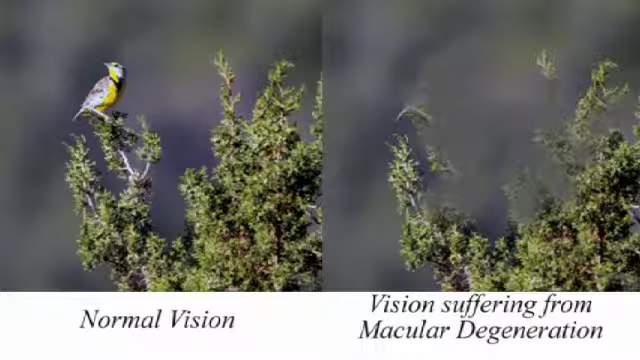 Normal Vision
Vision suffering from
Macular Degeneration